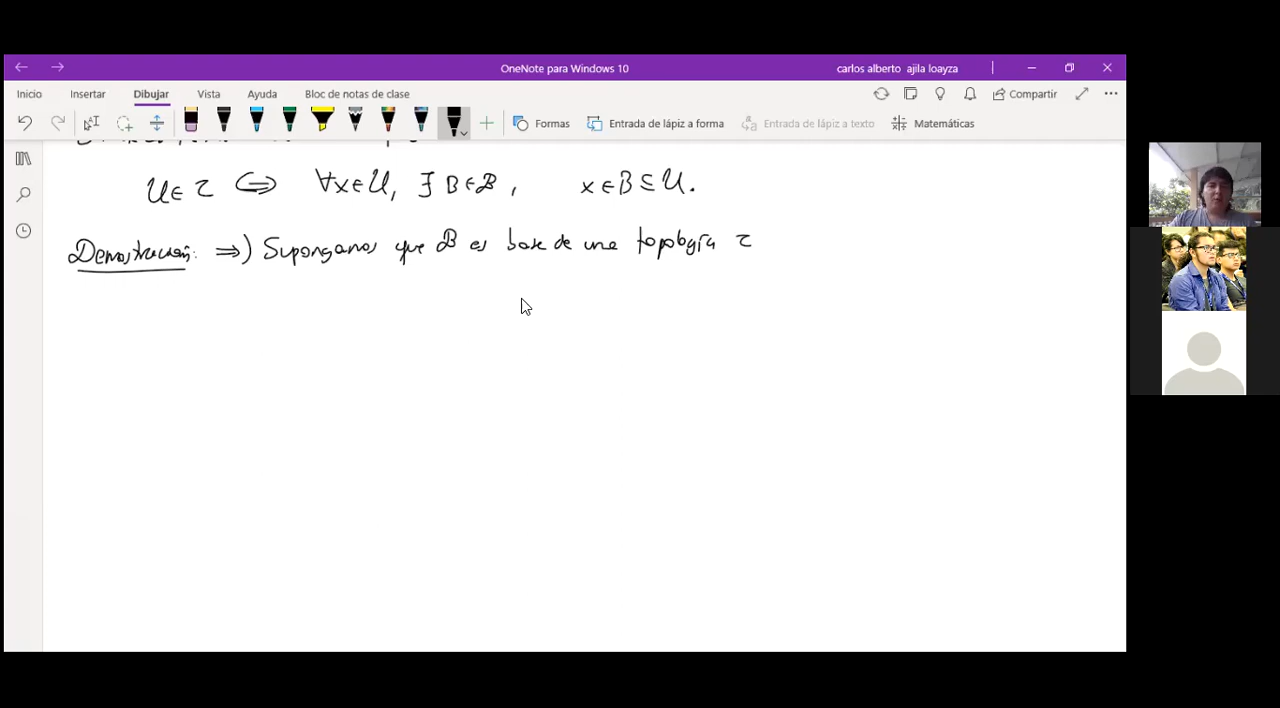 OneNote para Windows 10
carlos alberto ajila loayza
Inicio Insertar Dibujar Vista Ayuda Bloc de notas de clase
Compartir
Formas Entrada de lápiz a forma Entrada de lápiz a texto Matemáticas
U ∈ τ ⟺ ∀x∈U, ∃ B∈ℬ, x∈B⊆U.
Demostración: ⇒) Supongamos que ℬ es base de una topología τ